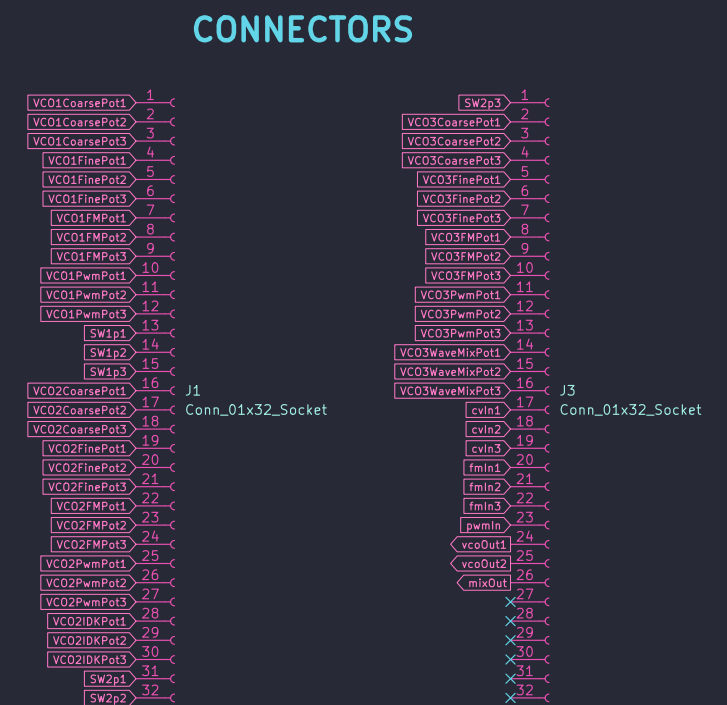 CONNECTORS
VCO1CoarsePot1 1
VCO1CoarsePot2 2
VCO1CoarsePot3 3
VCO1FinePot1 4
VCO1FinePot2 5
VCO1FinePot3 6
VCO1FMPot1 7
VCO1FMPot2 8
VCO1FMPot3 9
VCO1PwmPot1 10
VCO1PwmPot2 11
VCO1PwmPot3 12
SW1p1 13
SW1p2 14
SW1p3 15
VCO2CoarsePot1 16
VCO2CoarsePot2 17
VCO2CoarsePot3 18
VCO2FinePot1 19
VCO2FinePot2 20
VCO2FinePot3 21
VCO2FMPot1 22
VCO2FMPot2 23
VCO2FMPot3 24
VCO2PwmPot1 25
VCO2PwmPot2 26
VCO2PwmPot3 27
VCO2IDKPot1 28
VCO2IDKPot2 29
VCO2IDKPot3 30
SW2p1 31
SW2p2 32
J1
Conn_01x32_Socket
SW2p3 1
VCO3CoarsePot1 2
VCO3CoarsePot2 3
VCO3CoarsePot3 4
VCO3FinePot1 5
VCO3FinePot2 6
VCO3FinePot3 7
VCO3FMPot1 8
VCO3FMPot2 9
VCO3FMPot3 10
VCO3PwmPot1 11
VCO3PwmPot2 12
VCO3PwmPot3 13
VCO3WaveMixPot1 14
VCO3WaveMixPot2 15
VCO3WaveMixPot3 16
cvIn1 17
cvIn2 18
cvIn3 19
fmIn1 20
fmIn2 21
fmIn3 22
pwmIn 23
vcoOut1 24
vcoOut2 25
mixOut 26
27
28
29
30
31
32
J3
Conn_01x32_Socket